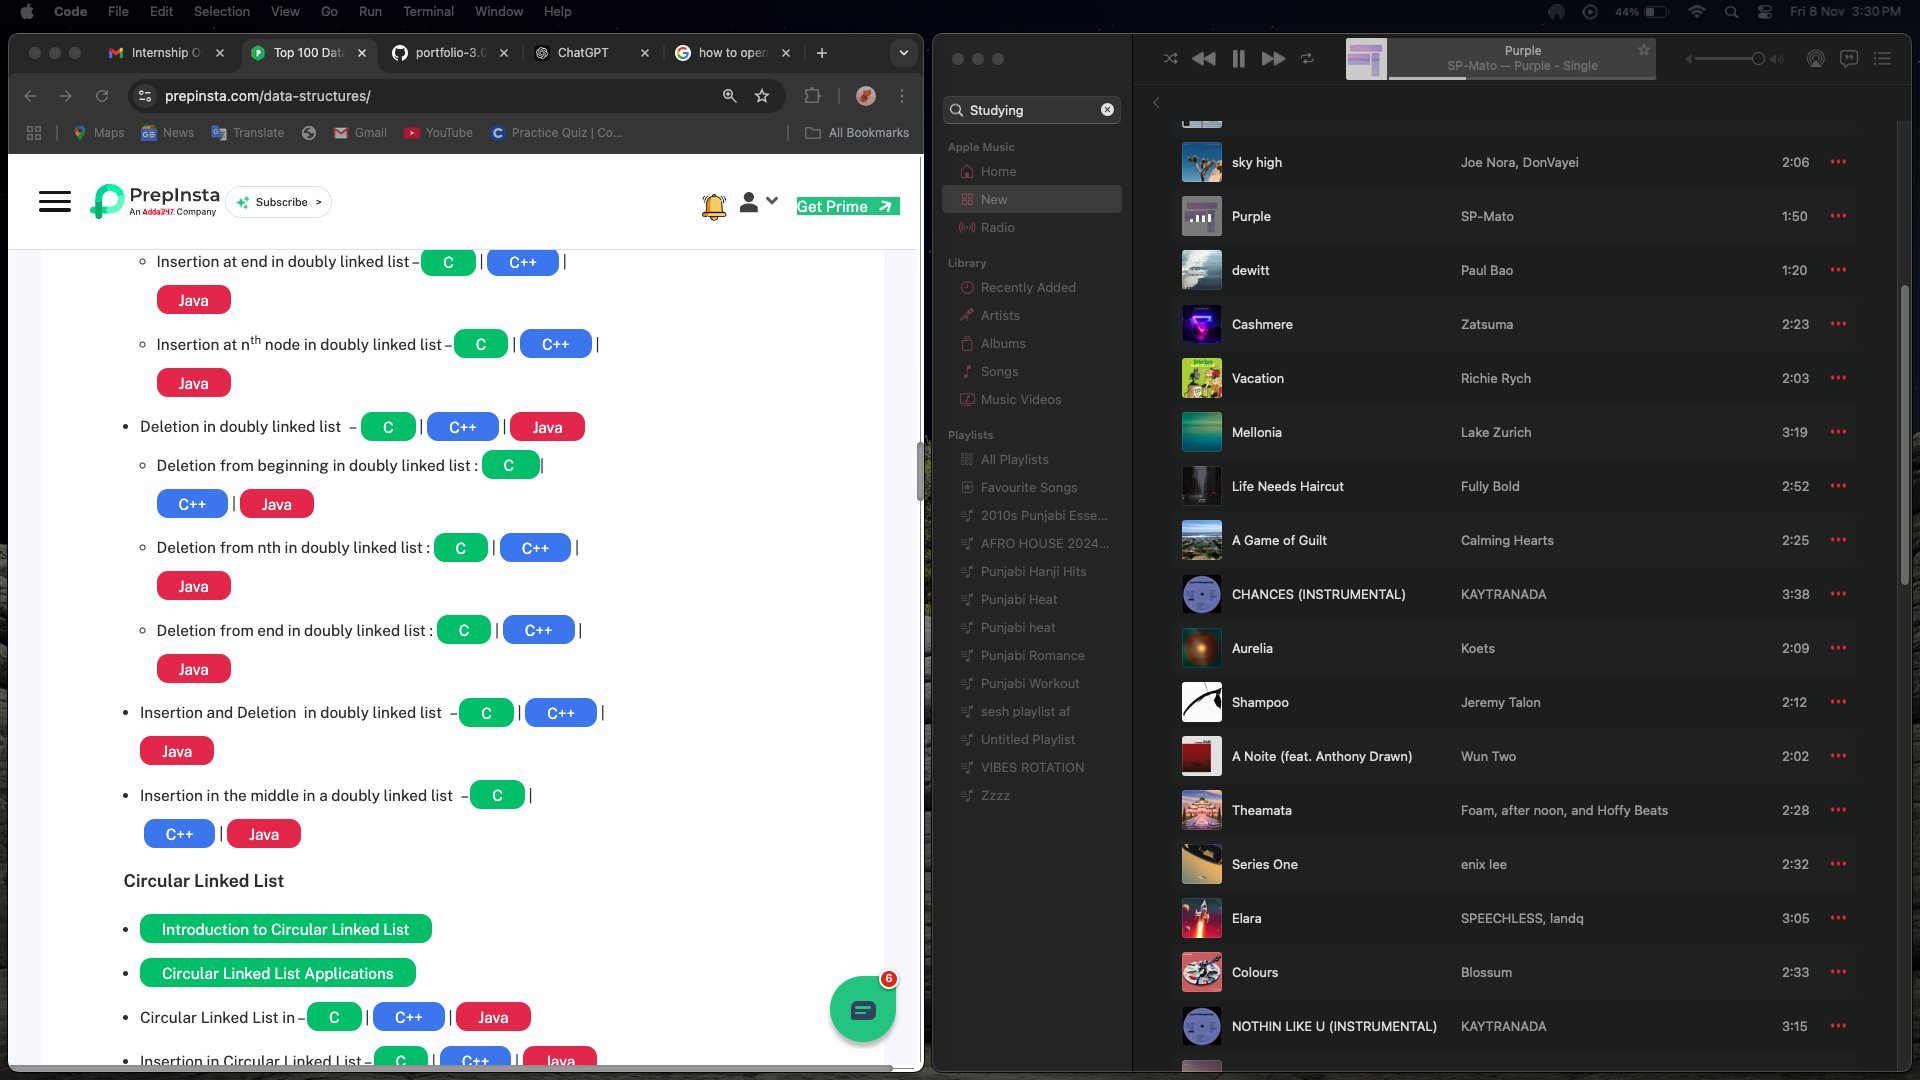 Code File Edit Selection View Go Run Terminal Window Help 44% Fri 8 Nov 3:30 PM
Internship O Top 100 Dat portfolio-3.0 ChatGPT how to open
prepinsta.com/data-structures/
Maps News Translate Gmail YouTube Practice Quiz | Co... All Bookmarks
PrepInsta
An Adda247 Company
Subscribe >
Get Prime
Insertion at end in doubly linked list – C | C++ |
Java
Insertion at nth node in doubly linked list – C | C++ |
Java
Deletion in doubly linked list – C | C++ | Java
Deletion from beginning in doubly linked list : C |
C++ | Java
Deletion from nth in doubly linked list : C | C++ |
Java
Deletion from end in doubly linked list : C | C++ |
Java
Insertion and Deletion in doubly linked list – C | C++ |
Java
Insertion in the middle in a doubly linked list – C |
C++ | Java
Circular Linked List
Introduction to Circular Linked List
Circular Linked List Applications
Circular Linked List in – C | C++ | Java
Insertion in Circular Linked List – C | C++ | Java
6
Purple
SP-Mato — Purple - Single
Studying
Apple Music
Home
New
Radio
Library
Recently Added
Artists
Albums
Songs
Music Videos
Playlists
All Playlists
Favourite Songs
2010s Punjabi Esse...
AFRO HOUSE 2024...
Punjabi Hanji Hits
Punjabi Heat
Punjabi heat
Punjabi Romance
Punjabi Workout
sesh playlist af
Untitled Playlist
VIBES ROTATION
Zzzz
sky high Joe Nora, DonVayei 2:06
Purple SP-Mato 1:50
dewitt Paul Bao 1:20
Cashmere Zatsuma 2:23
Vacation Richie Rych 2:03
Mellonia Lake Zurich 3:19
Life Needs Haircut Fully Bold 2:52
A Game of Guilt Calming Hearts 2:25
CHANCES (INSTRUMENTAL) KAYTRANADA 3:38
Aurelia Koets 2:09
Shampoo Jeremy Talon 2:12
A Noite (feat. Anthony Drawn) Wun Two 2:02
Theamata Foam, after noon, and Hoffy Beats 2:28
Series One enix lee 2:32
Elara SPEECHLESS, landq 3:05
Colours Blossum 2:33
NOTHIN LIKE U (INSTRUMENTAL) KAYTRANADA 3:15